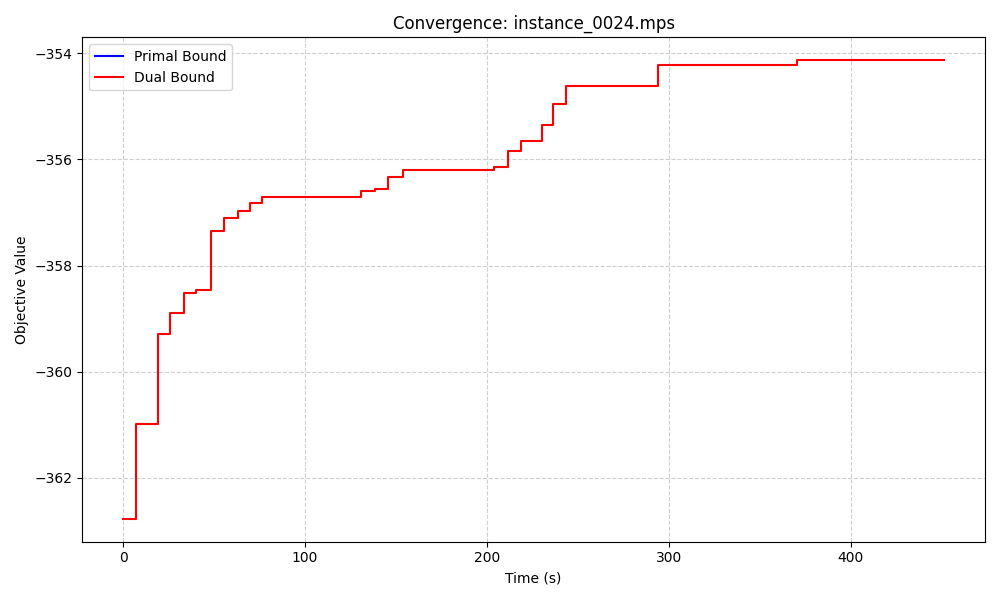 Convergence: instance_0024.mps
Primal Bound
Dual Bound
Objective Value
−354
−356
−358
−360
−362
0
100
200
300
400
Time (s)